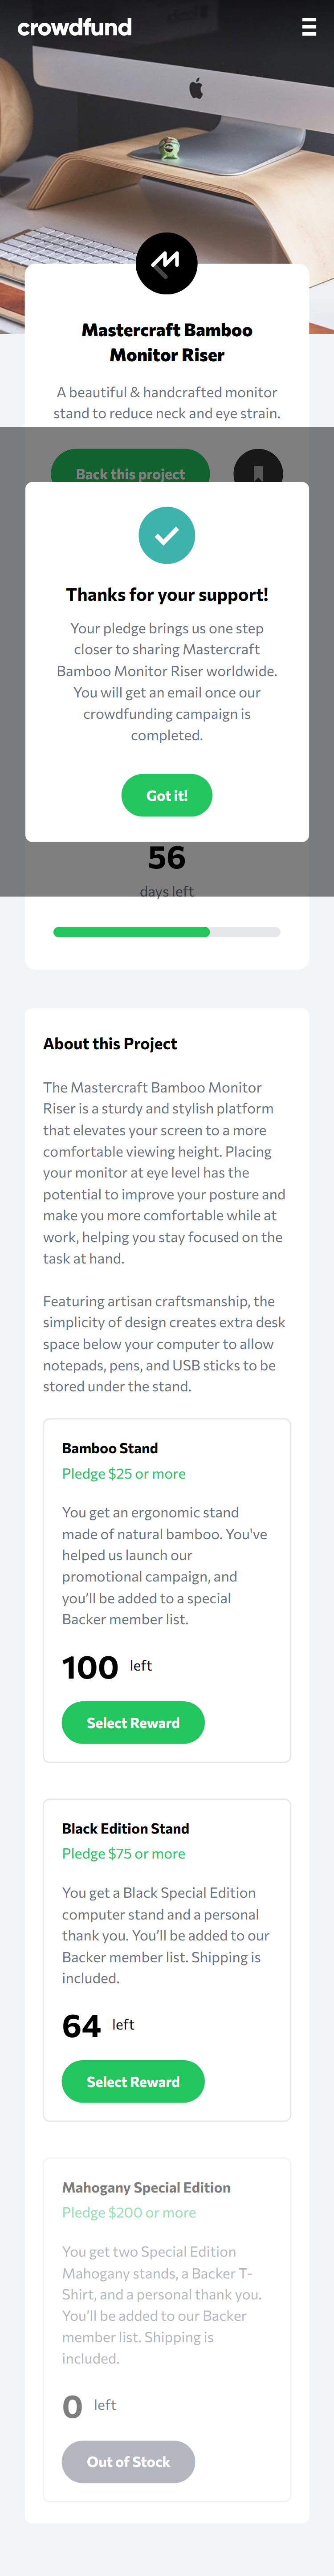 crowdfund
Mastercraft Bamboo
Monitor Riser
A beautiful & handcrafted monitor
stand to reduce neck and eye strain.
Back this project
Thanks for your support!
Your pledge brings us one step
closer to sharing Mastercraft
Bamboo Monitor Riser worldwide.
You will get an email once our
crowdfunding campaign is
completed.
Got it!
56
days left
About this Project
The Mastercraft Bamboo Monitor
Riser is a sturdy and stylish platform
that elevates your screen to a more
comfortable viewing height. Placing
your monitor at eye level has the
potential to improve your posture and
make you more comfortable while at
work, helping you stay focused on the
task at hand.
Featuring artisan craftsmanship, the
simplicity of design creates extra desk
space below your computer to allow
notepads, pens, and USB sticks to be
stored under the stand.
Bamboo Stand
Pledge $25 or more
You get an ergonomic stand
made of natural bamboo. You've
helped us launch our
promotional campaign, and
you’ll be added to a special
Backer member list.
100 left
Select Reward
Black Edition Stand
Pledge $75 or more
You get a Black Special Edition
computer stand and a personal
thank you. You’ll be added to our
Backer member list. Shipping is
included.
64 left
Select Reward
Mahogany Special Edition
Pledge $200 or more
You get two Special Edition
Mahogany stands, a Backer T-
Shirt, and a personal thank you.
You’ll be added to our Backer
member list. Shipping is
included.
0 left
Out of Stock